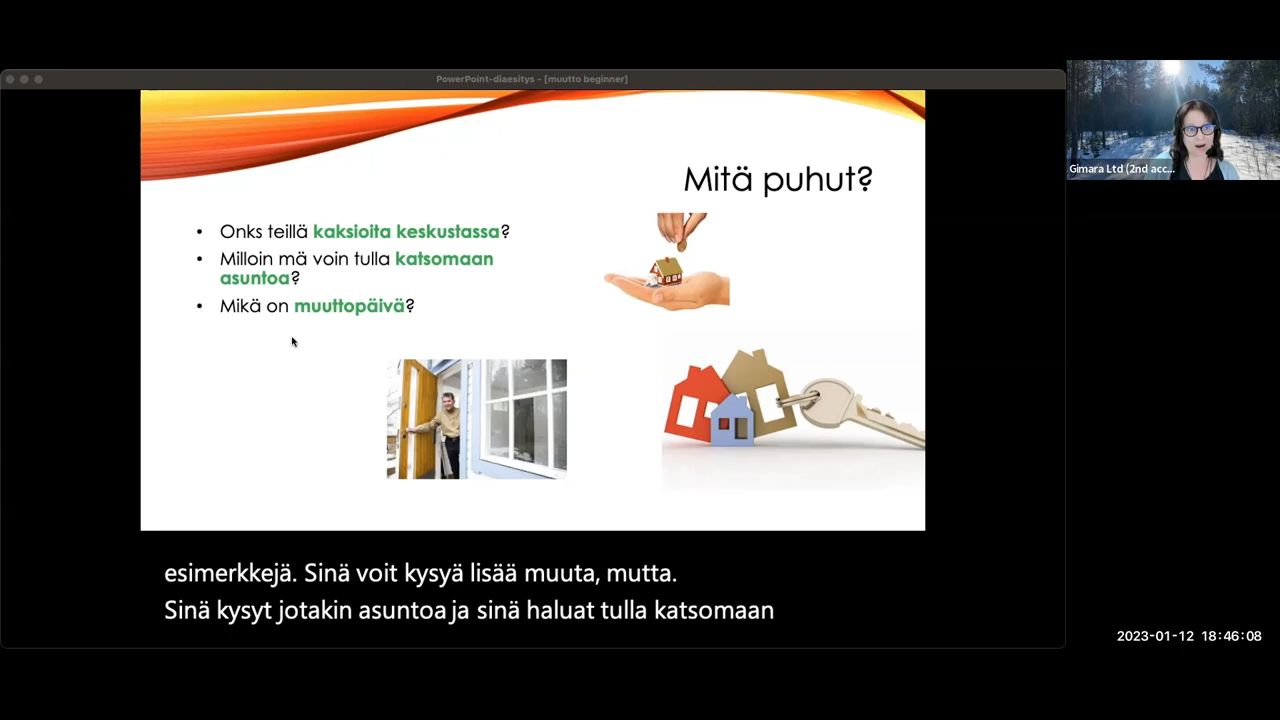 PowerPoint-diaesitys - [muutto beginner]
Gimara Ltd (2nd acc...
Mitä puhut?
• Onks teillä kaksioita keskustassa?
• Milloin mä voin tulla katsomaan
asuntoa?
• Mikä on muuttopäivä?
esimerkkejä. Sinä voit kysyä lisää muuta, mutta.
Sinä kysyt jotakin asuntoa ja sinä haluat tulla katsomaan
2023-01-12 18:46:08